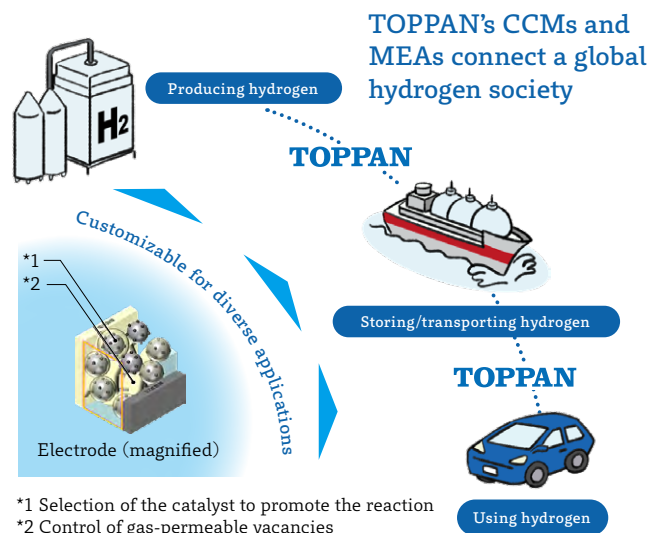 TOPPAN's CCMs and
MEAs connect a global
hydrogen society
Producing hydrogen
H2
TOPPAN
Customizable for diverse applications
*1
*2
Storing/transporting hydrogen
TOPPAN
Electrode (magnified)
*1 Selection of the catalyst to promote the reaction
*2 Control of gas-permeable vacancies
Using hydrogen